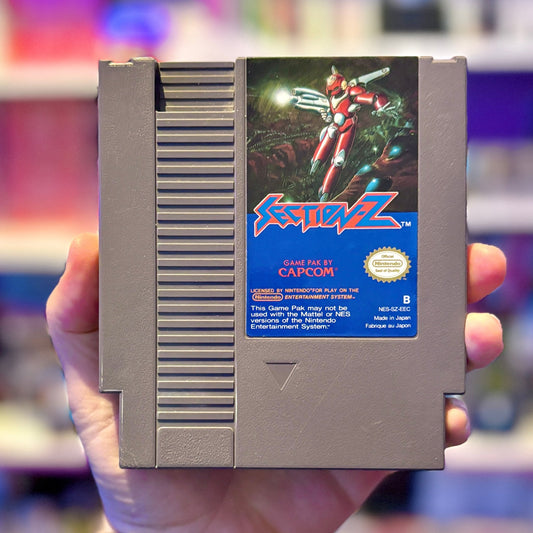 SECTION-Z™
GAME PAK BY
CAPCOM®
Official
Nintendo
Seal of Quality
LICENSED BY NINTENDO® FOR PLAY ON THE
Nintendo ENTERTAINMENT SYSTEM™
This Game Pak may not be
used with the Mattel or NES
versions of the Nintendo
Entertainment System.
B
NES-SZ-EEC
Made in Japan
Fabriqué au Japon